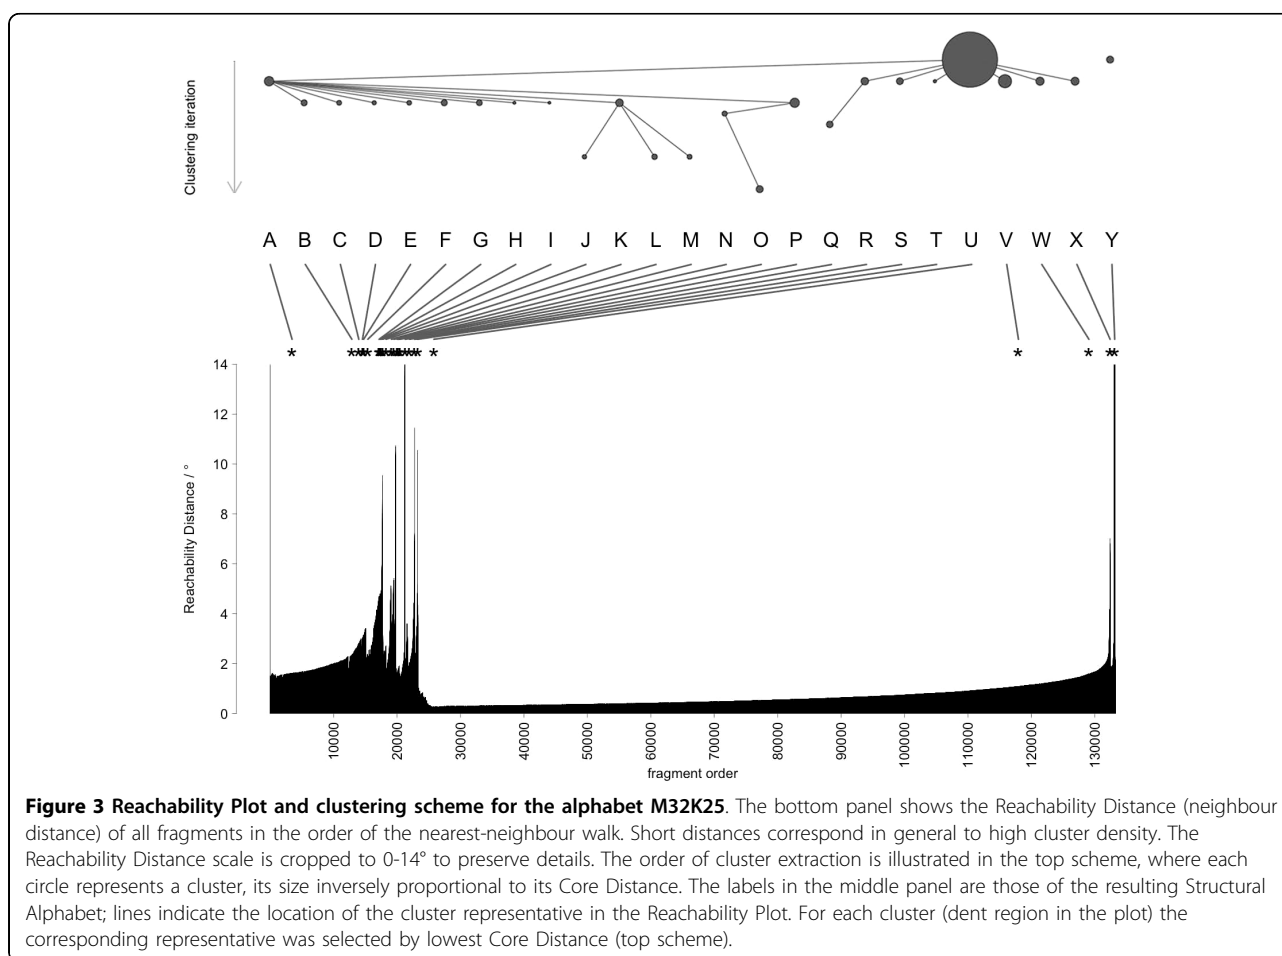 Clustering iteration
A B C D E F G H I J K L M N O P Q R S T U V W X Y
* * * * * * * * * * * * * * * * * * * * * * * * *
14
12
10
8
6
4
2
0
Reachability Distance / °
10000 20000 30000 40000 50000 60000 70000 80000 90000 100000 110000 120000 130000
fragment order
Figure 3 Reachability Plot and clustering scheme for the alphabet M32K25. The bottom panel shows the Reachability Distance (neighbour
distance) of all fragments in the order of the nearest-neighbour walk. Short distances correspond in general to high cluster density. The
Reachability Distance scale is cropped to 0-14° to preserve details. The order of cluster extraction is illustrated in the top scheme, where each
circle represents a cluster, its size inversely proportional to its Core Distance. The labels in the middle panel are those of the resulting Structural
Alphabet; lines indicate the location of the cluster representative in the Reachability Plot. For each cluster (dent region in the plot) the
corresponding representative was selected by lowest Core Distance (top scheme).